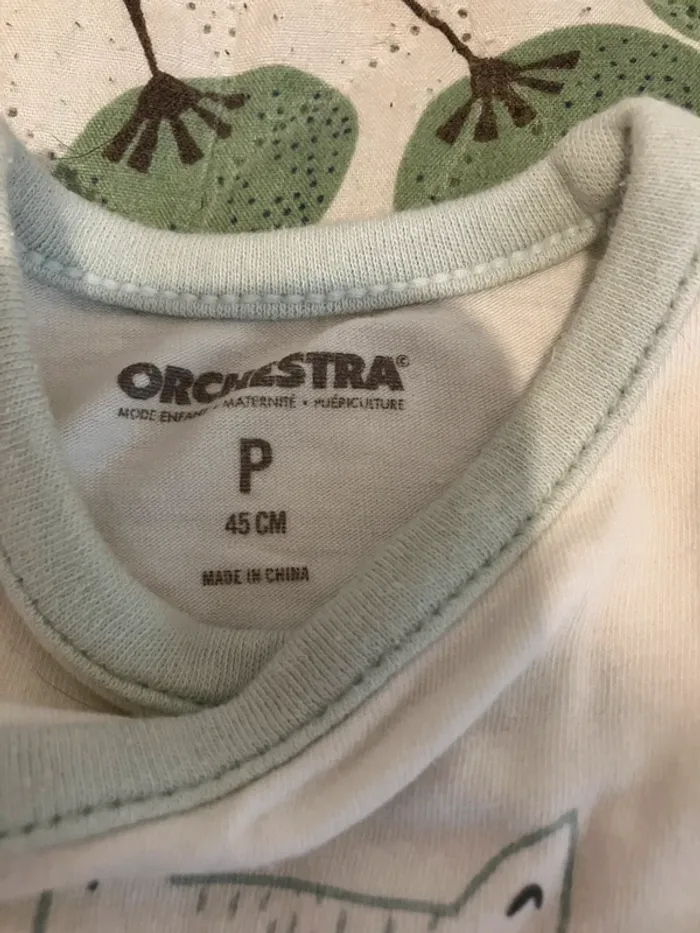 ORCHESTRA©
MODE ENFANT • MATERNITÉ • PUÉRICULTURE
P
45 CM
MADE IN CHINA